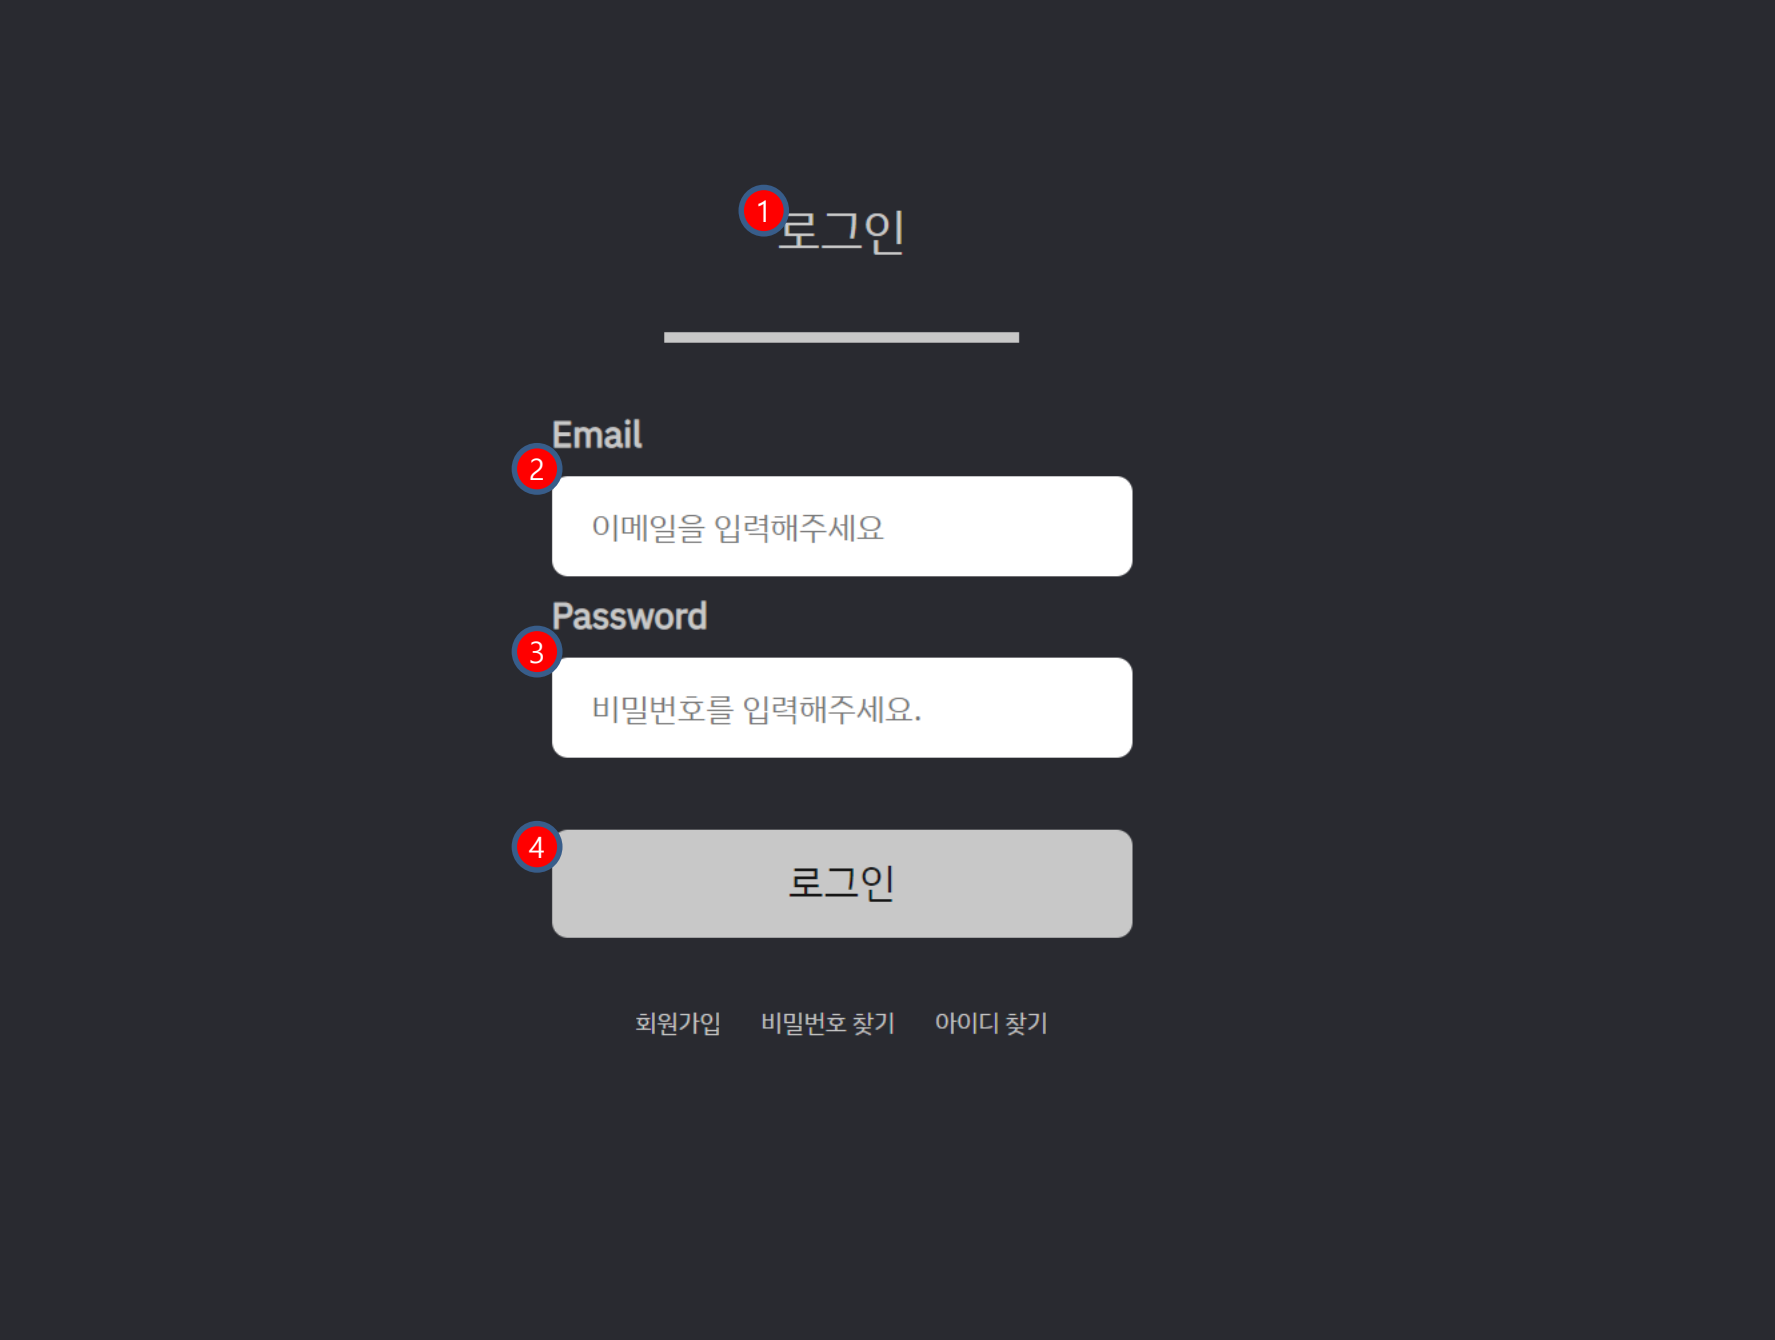 1 로그인
Email
2
이메일을 입력해주세요
Password
3
비밀번호를 입력해주세요.
4
로그인
회원가입 비밀번호 찾기 아이디 찾기